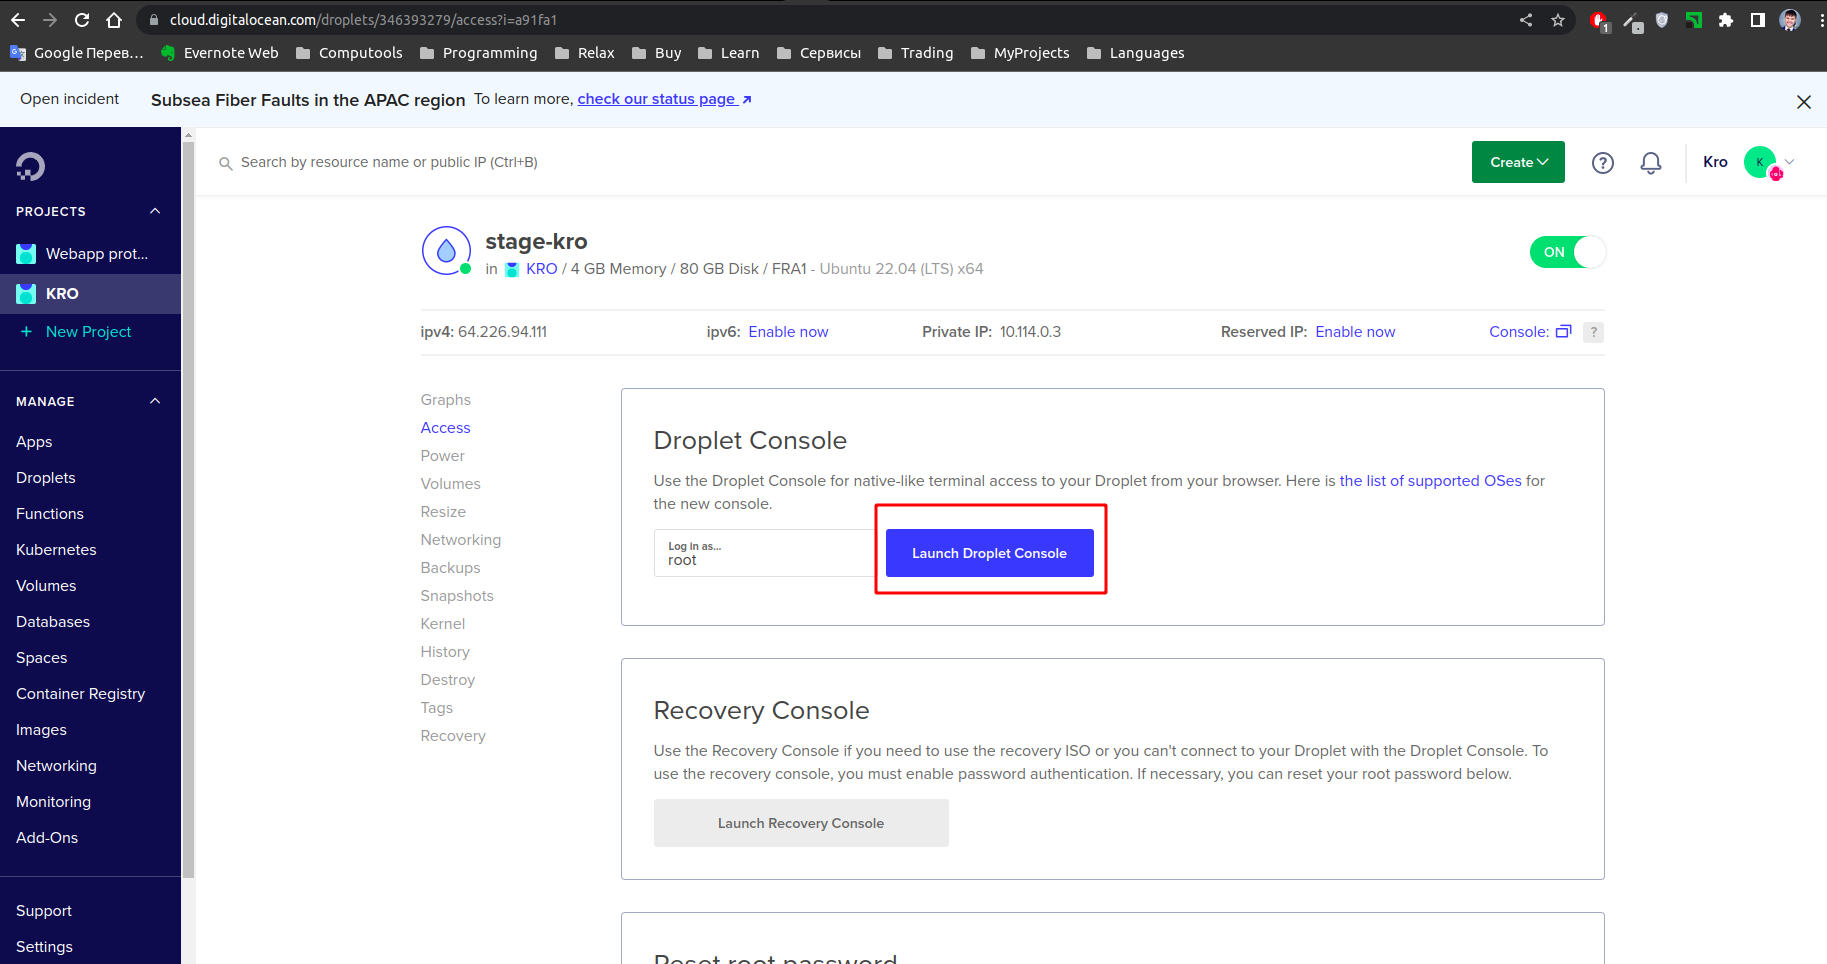 cloud.digitalocean.com/droplets/346393279/access?i=a91fa1
1
Google Перев... Evernote Web Computools Programming Relax Buy Learn Сервисы Trading MyProjects Languages
Open incident Subsea Fiber Faults in the APAC region To learn more, check our status page
Search by resource name or public IP (Ctrl+B)
Create
?
Kro
K
PROJECTS
Webapp prot...
KRO
+ New Project
MANAGE
Apps
Droplets
Functions
Kubernetes
Volumes
Databases
Spaces
Container Registry
Images
Networking
Monitoring
Add-Ons
Support
Settings
stage-kro
in KRO / 4 GB Memory / 80 GB Disk / FRA1 - Ubuntu 22.04 (LTS) x64
ON
ipv4: 64.226.94.111 ipv6: Enable now Private IP: 10.114.0.3 Reserved IP: Enable now Console: ?
Graphs
Access
Power
Volumes
Resize
Networking
Backups
Snapshots
Kernel
History
Destroy
Tags
Recovery
Droplet Console
Use the Droplet Console for native-like terminal access to your Droplet from your browser. Here is the list of supported OSes for
the new console.
Log in as...
root
Launch Droplet Console
Recovery Console
Use the Recovery Console if you need to use the recovery ISO or you can't connect to your Droplet with the Droplet Console. To
use the recovery console, you must enable password authentication. If necessary, you can reset your root password below.
Launch Recovery Console
Reset root password